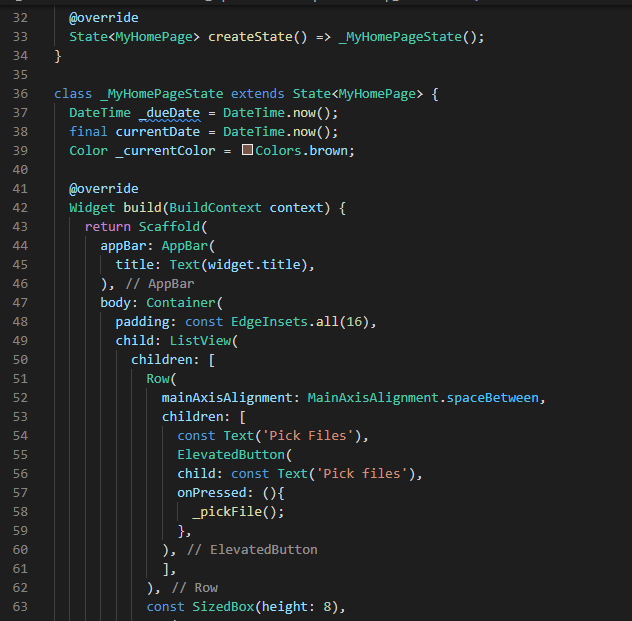 32 @override
33 State<MyHomePage> createState() => _MyHomePageState();
34 }
35
36 class _MyHomePageState extends State<MyHomePage> {
37 DateTime _dueDate = DateTime.now();
38 final currentDate = DateTime.now();
39 Color _currentColor = Colors.brown;
40
41 @override
42 Widget build(BuildContext context) {
43 return Scaffold(
44 appBar: AppBar(
45 title: Text(widget.title),
46 ), // AppBar
47 body: Container(
48 padding: const EdgeInsets.all(16),
49 child: ListView(
50 children: [
51 Row(
52 mainAxisAlignment: MainAxisAlignment.spaceBetween,
53 children: [
54 const Text('Pick Files'),
55 ElevatedButton(
56 child: const Text('Pick files'),
57 onPressed: (){
58 _pickFile();
59 },
60 ), // ElevatedButton
61 ],
62 ), // Row
63 const SizedBox(height: 8),